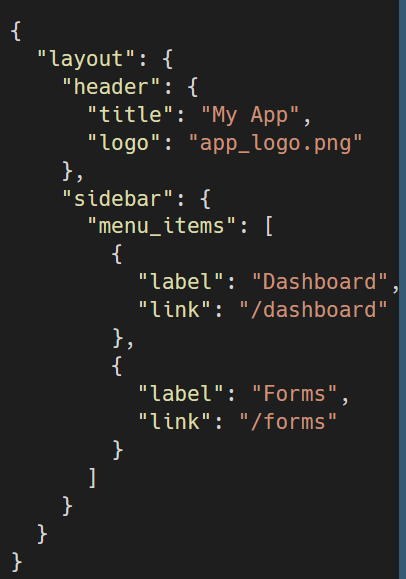 {
  "layout": {
    "header": {
      "title": "My App",
      "logo": "app_logo.png"
    },
    "sidebar": {
      "menu_items": [
        {
          "label": "Dashboard",
          "link": "/dashboard"
        },
        {
          "label": "Forms",
          "link": "/forms"
        }
      ]
    }
  }
}